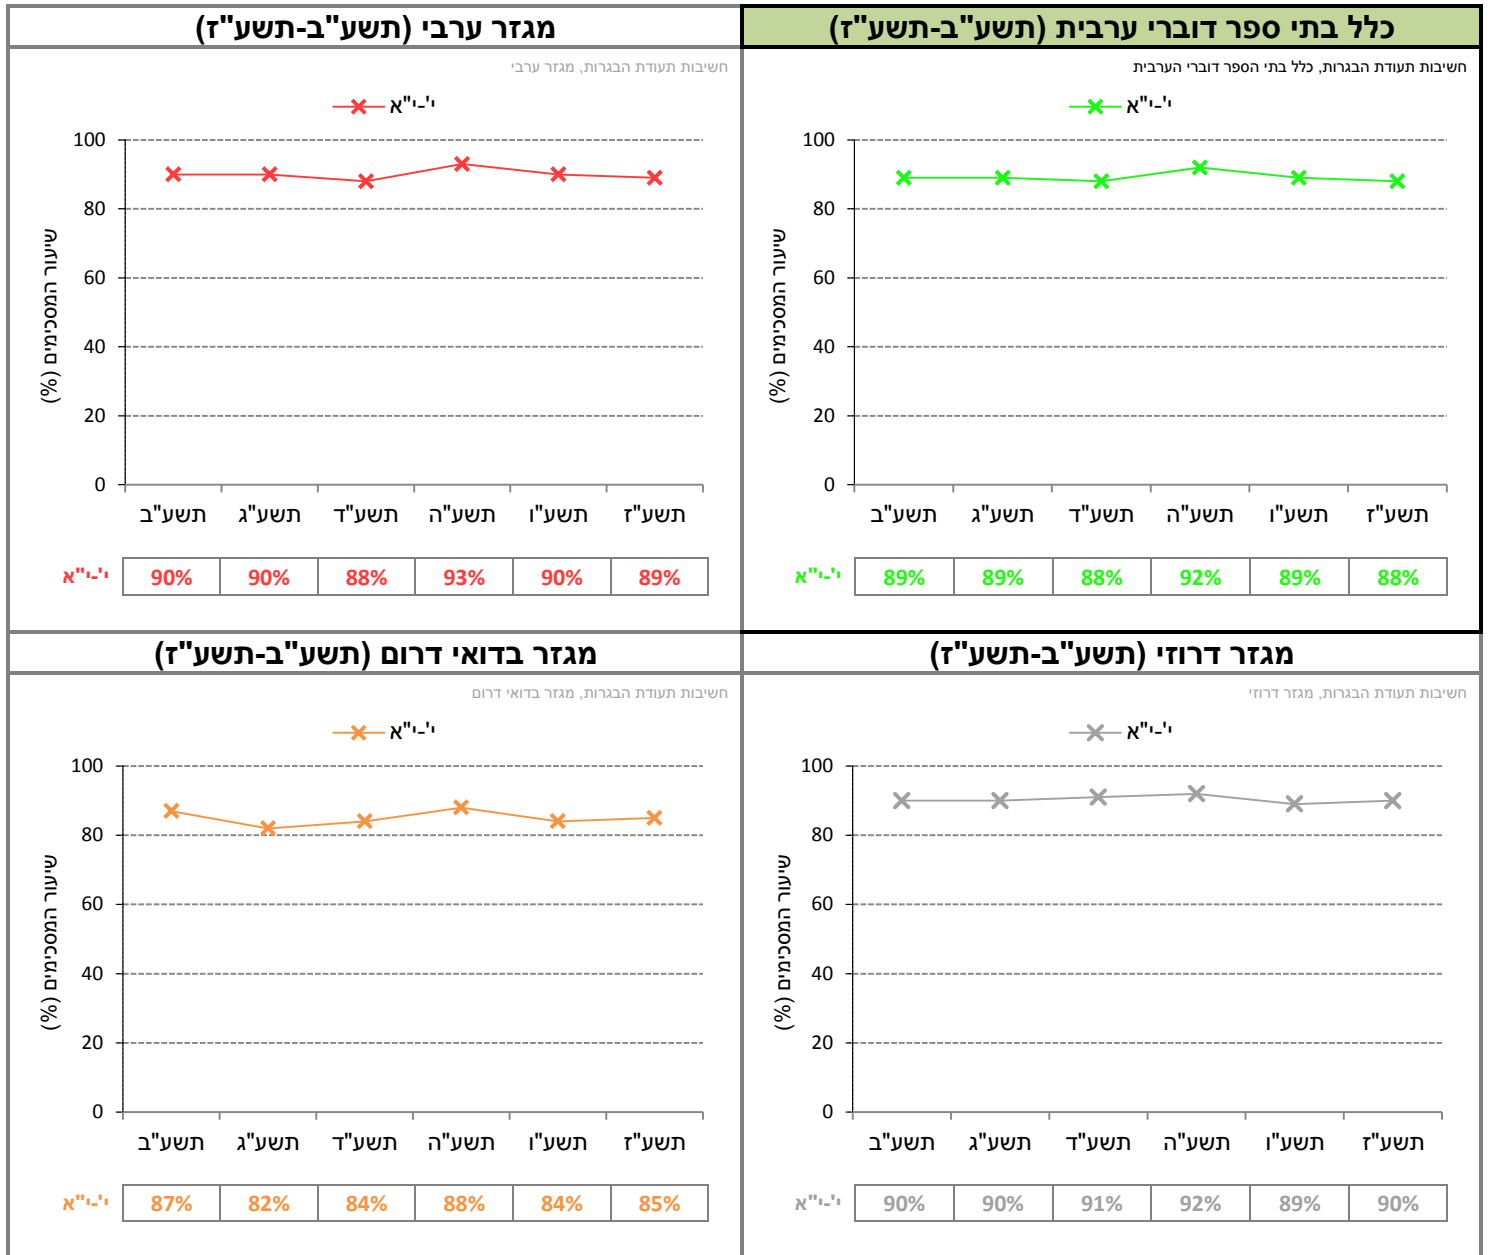 כלל בתי ספר דוברי ערבית (תשע"ב-תשע"ז)
חשיבות תעודת הבגרות, כלל בתי הספר דוברי הערבית
י'-י"א
שיעור המסכימים (%)
100
80
60
40
20
0
תשע"ב תשע"ג תשע"ד תשע"ה תשע"ו תשע"ז
י'-י"א 89% 89% 88% 92% 89% 88%
מגזר ערבי (תשע"ב-תשע"ז)
חשיבות תעודת הבגרות, מגזר ערבי
י'-י"א
שיעור המסכימים (%)
100
80
60
40
20
0
תשע"ב תשע"ג תשע"ד תשע"ה תשע"ו תשע"ז
י'-י"א 90% 90% 88% 93% 90% 89%
מגזר דרוזי (תשע"ב-תשע"ז)
חשיבות תעודת הבגרות, מגזר דרוזי
י'-י"א
שיעור המסכימים (%)
100
80
60
40
20
0
תשע"ב תשע"ג תשע"ד תשע"ה תשע"ו תשע"ז
י'-י"א 90% 90% 91% 92% 89% 90%
מגזר בדואי דרום (תשע"ב-תשע"ז)
חשיבות תעודת הבגרות, מגזר בדואי דרום
י'-י"א
שיעור המסכימים (%)
100
80
60
40
20
0
תשע"ב תשע"ג תשע"ד תשע"ה תשע"ו תשע"ז
י'-י"א 87% 82% 84% 88% 84% 85%